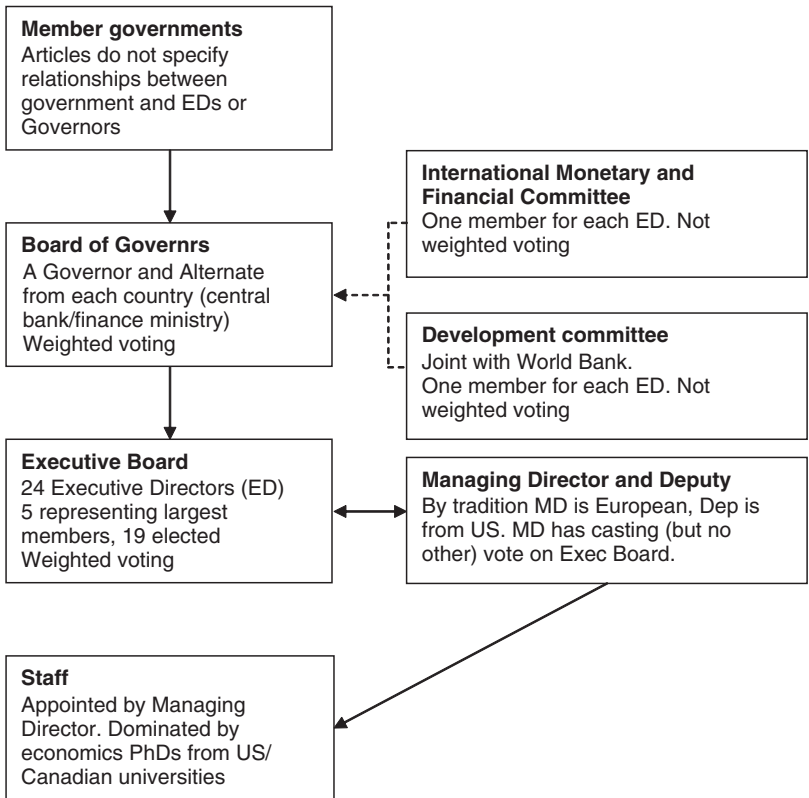 Member governments
Articles do not specify
relationships between
government and EDs or
Governors
International Monetary and
Financial Committee
One member for each ED. Not
weighted voting
Board of Governrs
A Governor and Alternate
from each country (central
bank/finance ministry)
Weighted voting
Development committee
Joint with World Bank.
One member for each ED. Not
weighted voting
Executive Board
24 Executive Directors (ED)
5 representing largest
members, 19 elected
Weighted voting
Managing Director and Deputy
By tradition MD is European, Dep is
from US. MD has casting (but no
other) vote on Exec Board.
Staff
Appointed by Managing
Director. Dominated by
economics PhDs from US/
Canadian universities